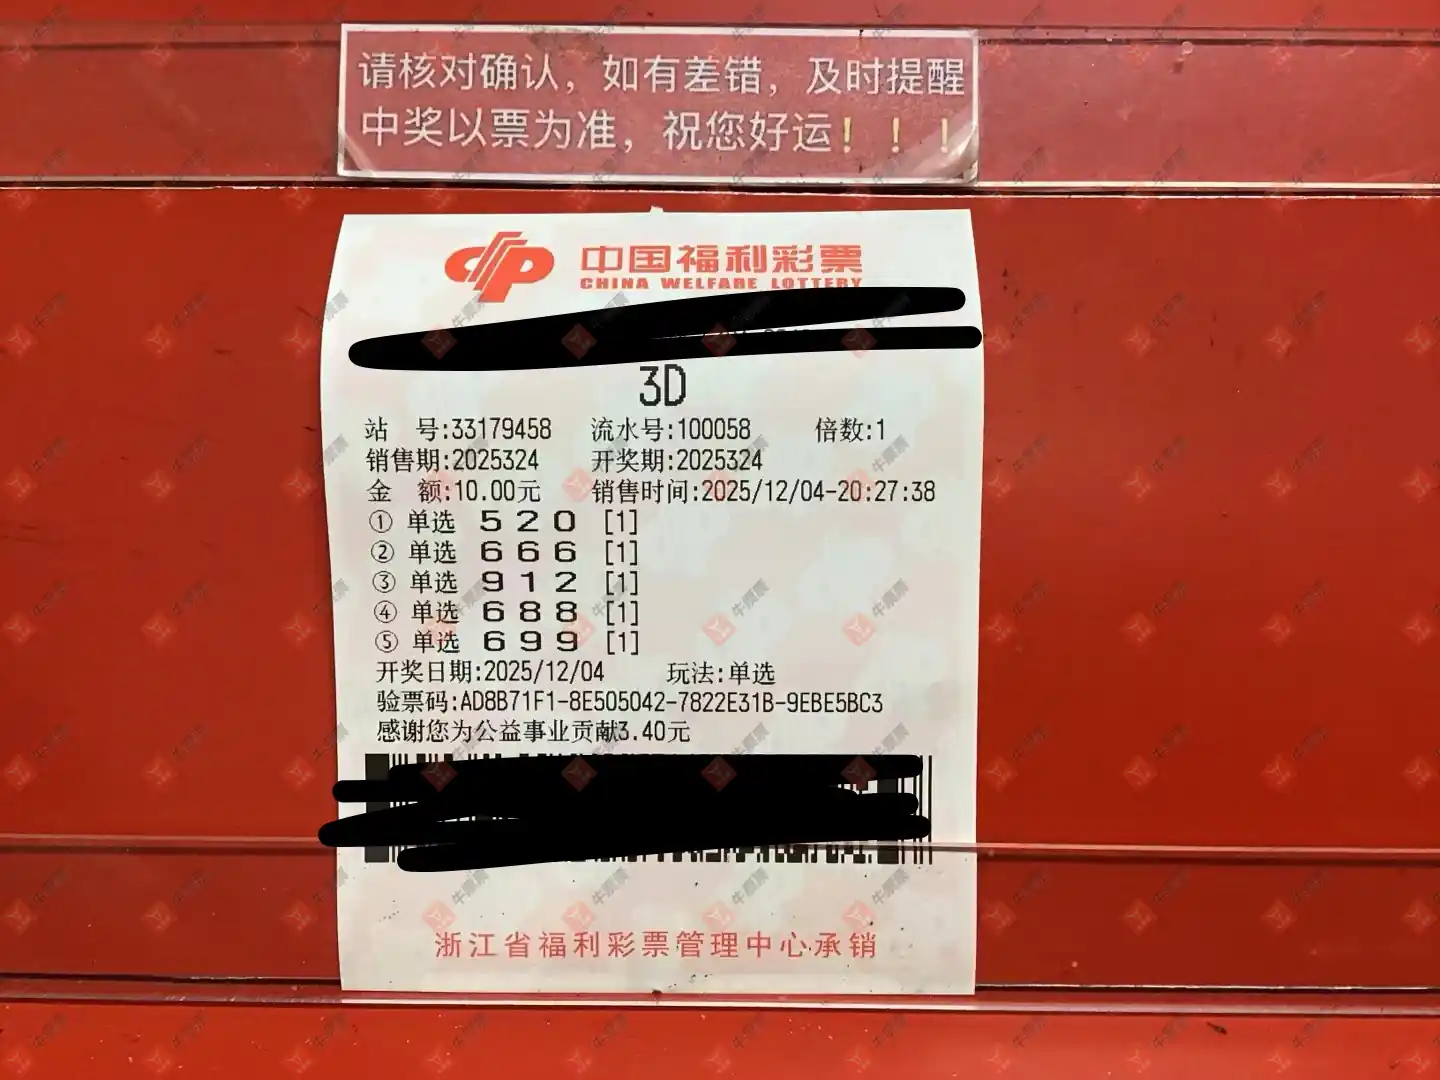 请核对确认，如有差错，及时提醒
中奖以票为准，祝您好运！！！
中国福利彩票
CHINA WELFARE LOTTERY
3D
站 号:33179458 流水号:100058 倍数:1
销售期:2025324 开奖期:2025324
金 额:10.00元 销售时间:2025/12/04-20:27:38
① 单选 5 2 0 [1]
② 单选 6 6 6 [1]
③ 单选 9 1 2 [1]
④ 单选 6 8 8 [1]
⑤ 单选 6 9 9 [1]
开奖日期:2025/12/04 玩法:单选
验票码:AD8B71F1-8E505042-7822E31B-9EBE5BC3
感谢您为公益事业贡献3.40元
浙江省福利彩票管理中心承销